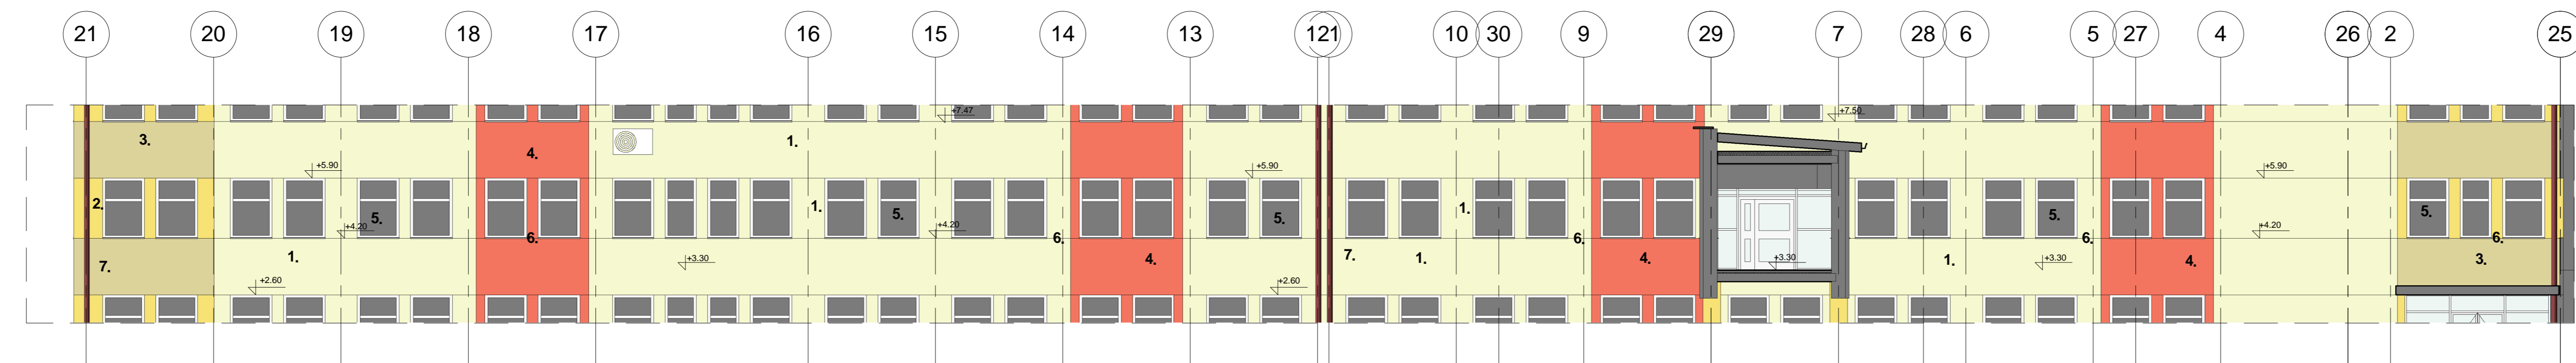 21 20 19 18 17 16 15 14 13 121 10 30 9 29 7 28 6 5 27 4 26 2 25
+7.47 +7.50
3. 4. 1.
+5.90 +5.90 +5.90
2. 5. 1. 5. 5. 1. 5. 5.
+4.20 +4.20 +4.20
6. 6. 6. 6. 6.
1. 7. 4. 7. 1. 4. 1. 4. 3.
+3.30 +3.30 +3.30
+2.60 +2.60